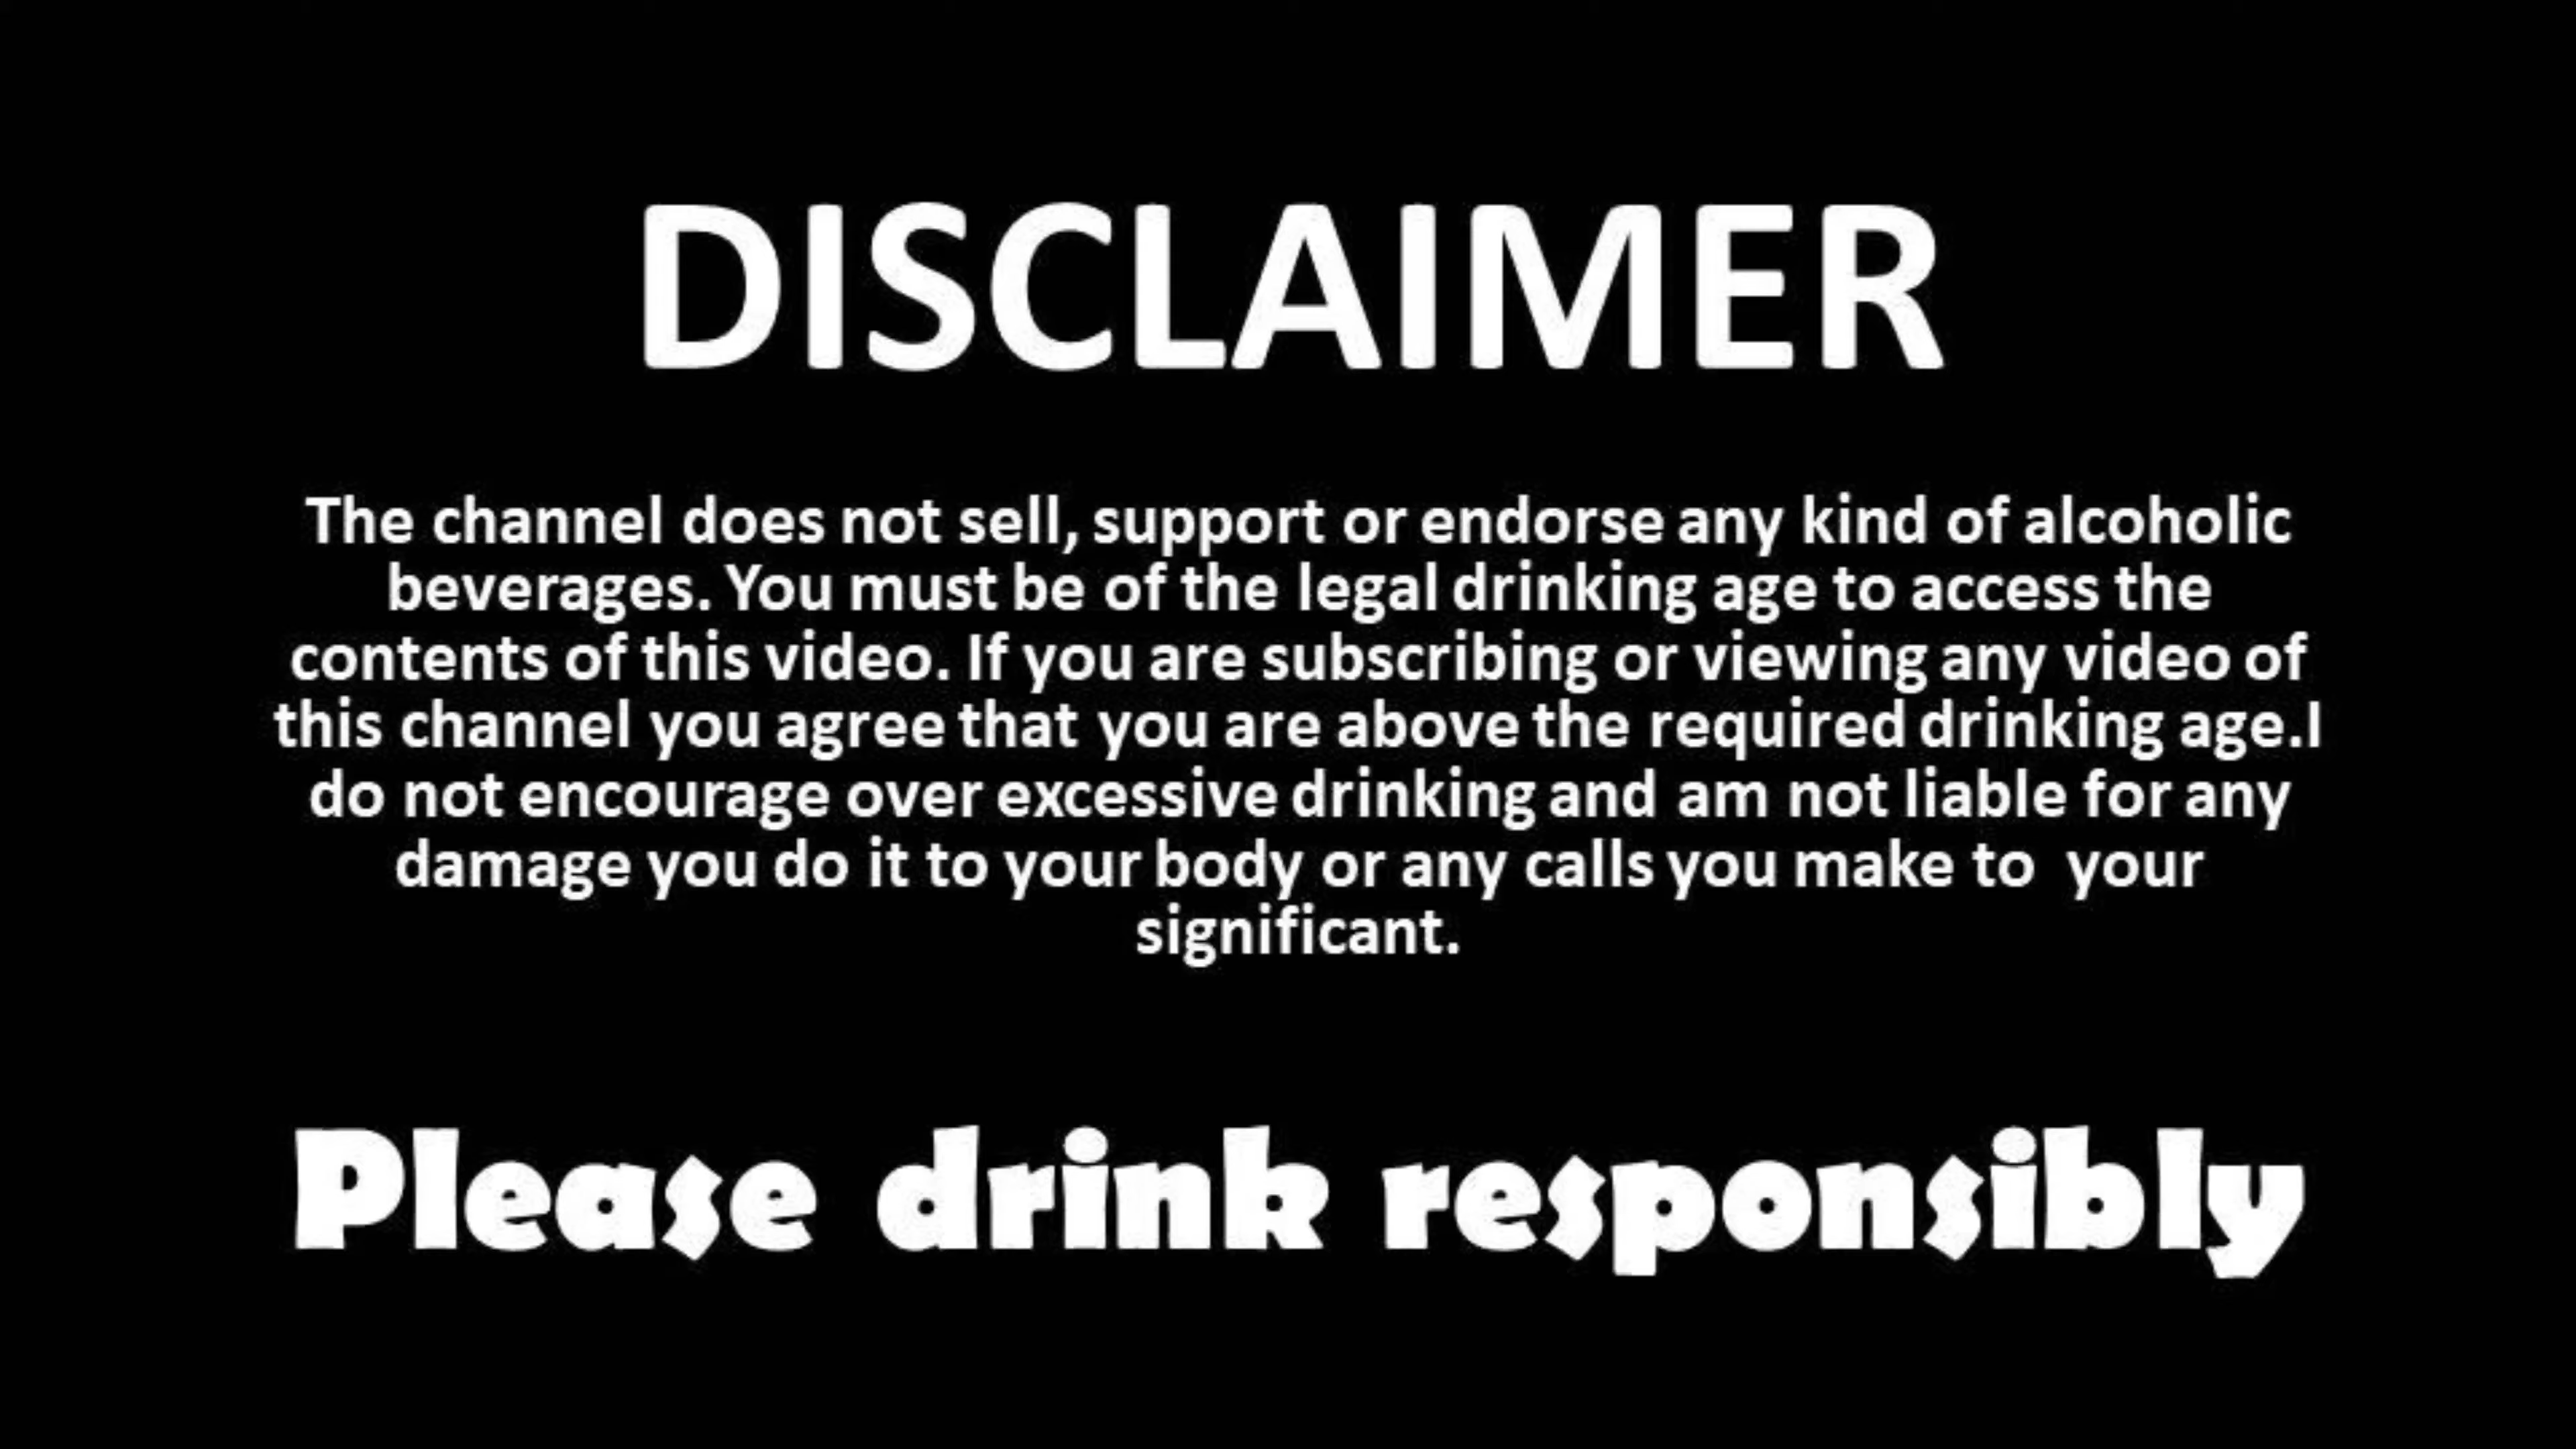 DISCLAIMER
The channel does not sell, support or endorse any kind of alcoholic
beverages. You must be of the legal drinking age to access the
contents of this video. If you are subscribing or viewing any video of
this channel you agree that you are above the required drinking age.I
do not encourage over excessive drinking and am not liable for any
damage you do it to your body or any calls you make to  your
significant.
Please drink responsibly